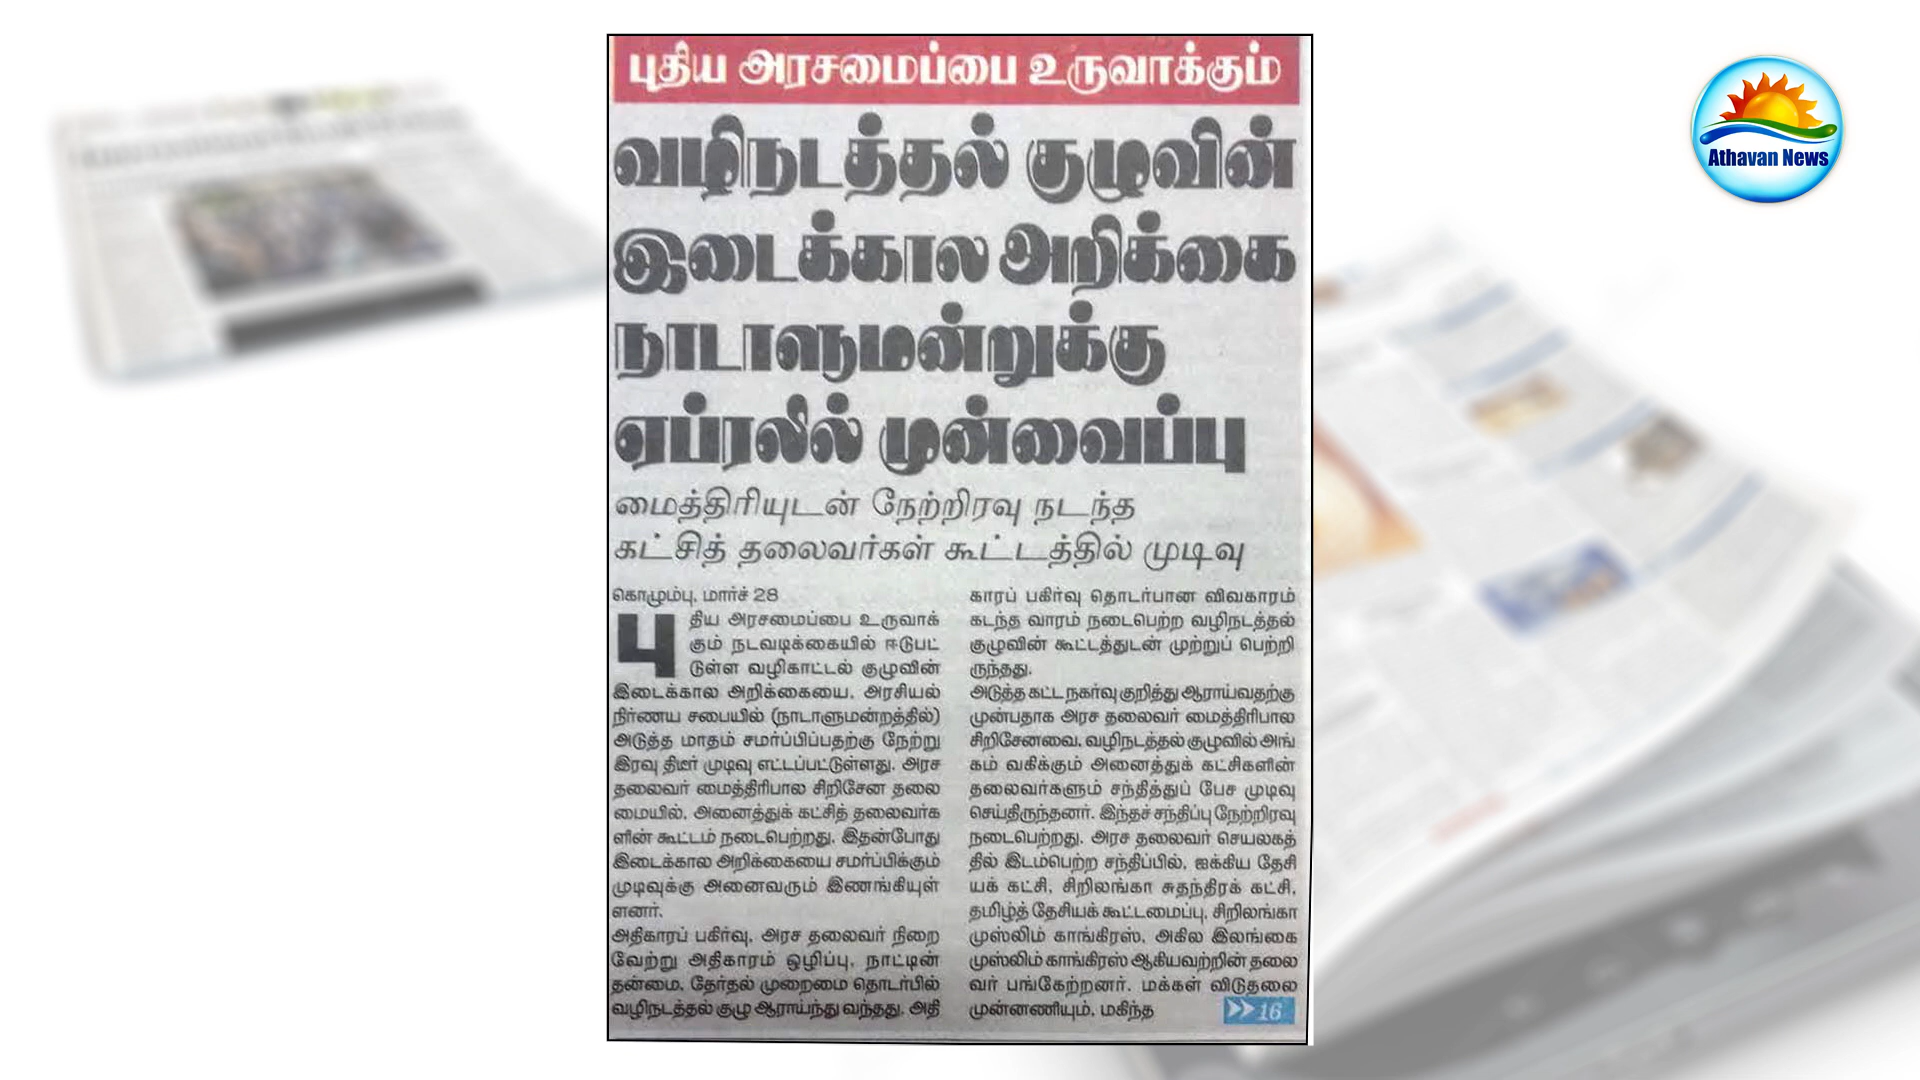 புதிய அரசமைப்பை உருவாக்கும்
வழிநடத்தல் குழுவின்
இடைக்கால அறிக்கை
நாடாளுமன்றுக்கு
ஏப்ரலில் முன்வைப்பு
மைத்திரியுடன் நேற்றிரவு நடந்த
கட்சித் தலைவர்கள் கூட்டத்தில் முடிவு
கொழும்பு, மார்ச் 28
புதிய அரசமைப்பை உருவாக்
கும் நடவடிக்கையில் ஈடுபட்
டுள்ள வழிகாட்டல் குழுவின்
இடைக்கால அறிக்கையை, அரசியல்
நிர்ணய சபையில் (நாடாளுமன்றத்தில்)
அடுத்த மாதம் சமர்ப்பிப்பதற்கு நேற்று
இரவு திடீர் முடிவு எட்டப்பட்டுள்ளது. அரச
தலைவர் மைத்திரிபால சிறிசேன தலை
மையில், அனைத்துக் கட்சித் தலைவர்க
ளின் கூட்டம் நடைபெற்றது. இதன்போது
இடைக்கால அறிக்கையை சமர்ப்பிக்கும்
முடிவுக்கு அனைவரும் இணங்கியுள்
ளனர்.
அதிகாரப் பகிர்வு, அரச தலைவர் நிறை
வேற்று அதிகாரம் ஒழிப்பு, நாட்டின்
தன்மை, தேர்தல் முறைமை தொடர்பில்
வழிநடத்தல் குழு ஆராய்ந்து வந்தது. அதி
காரப் பகிர்வு தொடர்பான விவகாரம்
கடந்த வாரம் நடைபெற்ற வழிநடத்தல்
குழுவின் கூட்டத்துடன் முற்றுப் பெற்றி
ருந்தது.
அடுத்த கட்ட நகர்வு குறித்து ஆராய்வதற்கு
முன்பதாக அரச தலைவர் மைத்திரிபால
சிறிசேனவை, வழிநடத்தல் குழுவில் அங்
கம் வகிக்கும் அனைத்துக் கட்சிகளின்
தலைவர்களும் சந்தித்துப் பேச முடிவு
செய்திருந்தனர். இந்தச் சந்திப்பு நேற்றிரவு
நடைபெற்றது. அரச தலைவர் செயலகத்
தில் இடம்பெற்ற சந்திப்பில், ஐக்கிய தேசி
யக் கட்சி, சிறிலங்கா சுதந்திரக் கட்சி,
தமிழ்த் தேசியக் கூட்டமைப்பு, சிறிலங்கா
முஸ்லிம் காங்கிரஸ், அகில இலங்கை
முஸ்லிம் காங்கிரஸ் ஆகியவற்றின் தலை
வர் பங்கேற்றனர். மக்கள் விடுதலை
முன்னணியும், மகிந்த
>> 16
Athavan News